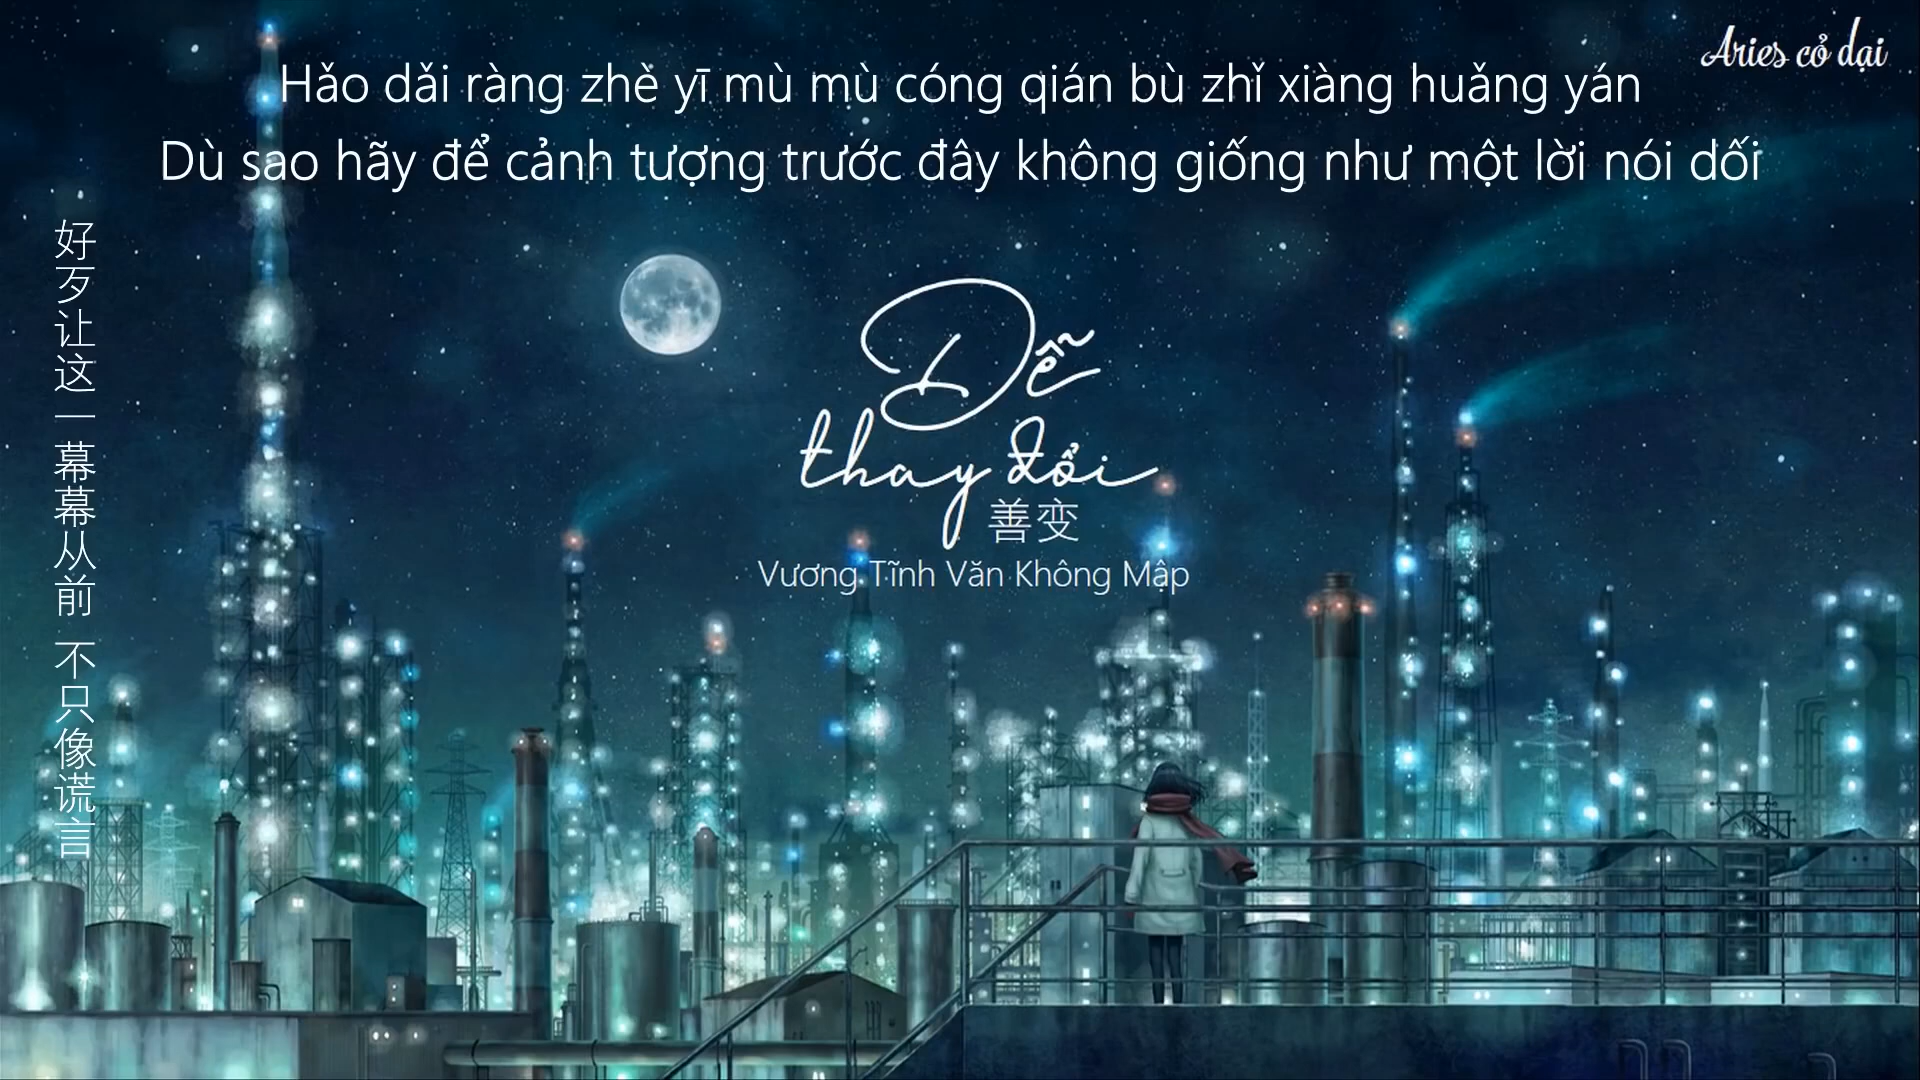 Aries cỏ dại
Hǎo dǎi ràng zhè yī mù mù cóng qián bù zhǐ xiàng huǎng yán
Dù sao hãy để cảnh tượng trước đây không giống như một lời nói dối
好歹让这一幕幕从前 不只像谎言
Dễ
thay đổi
善变
Vương Tĩnh Văn Không Mập